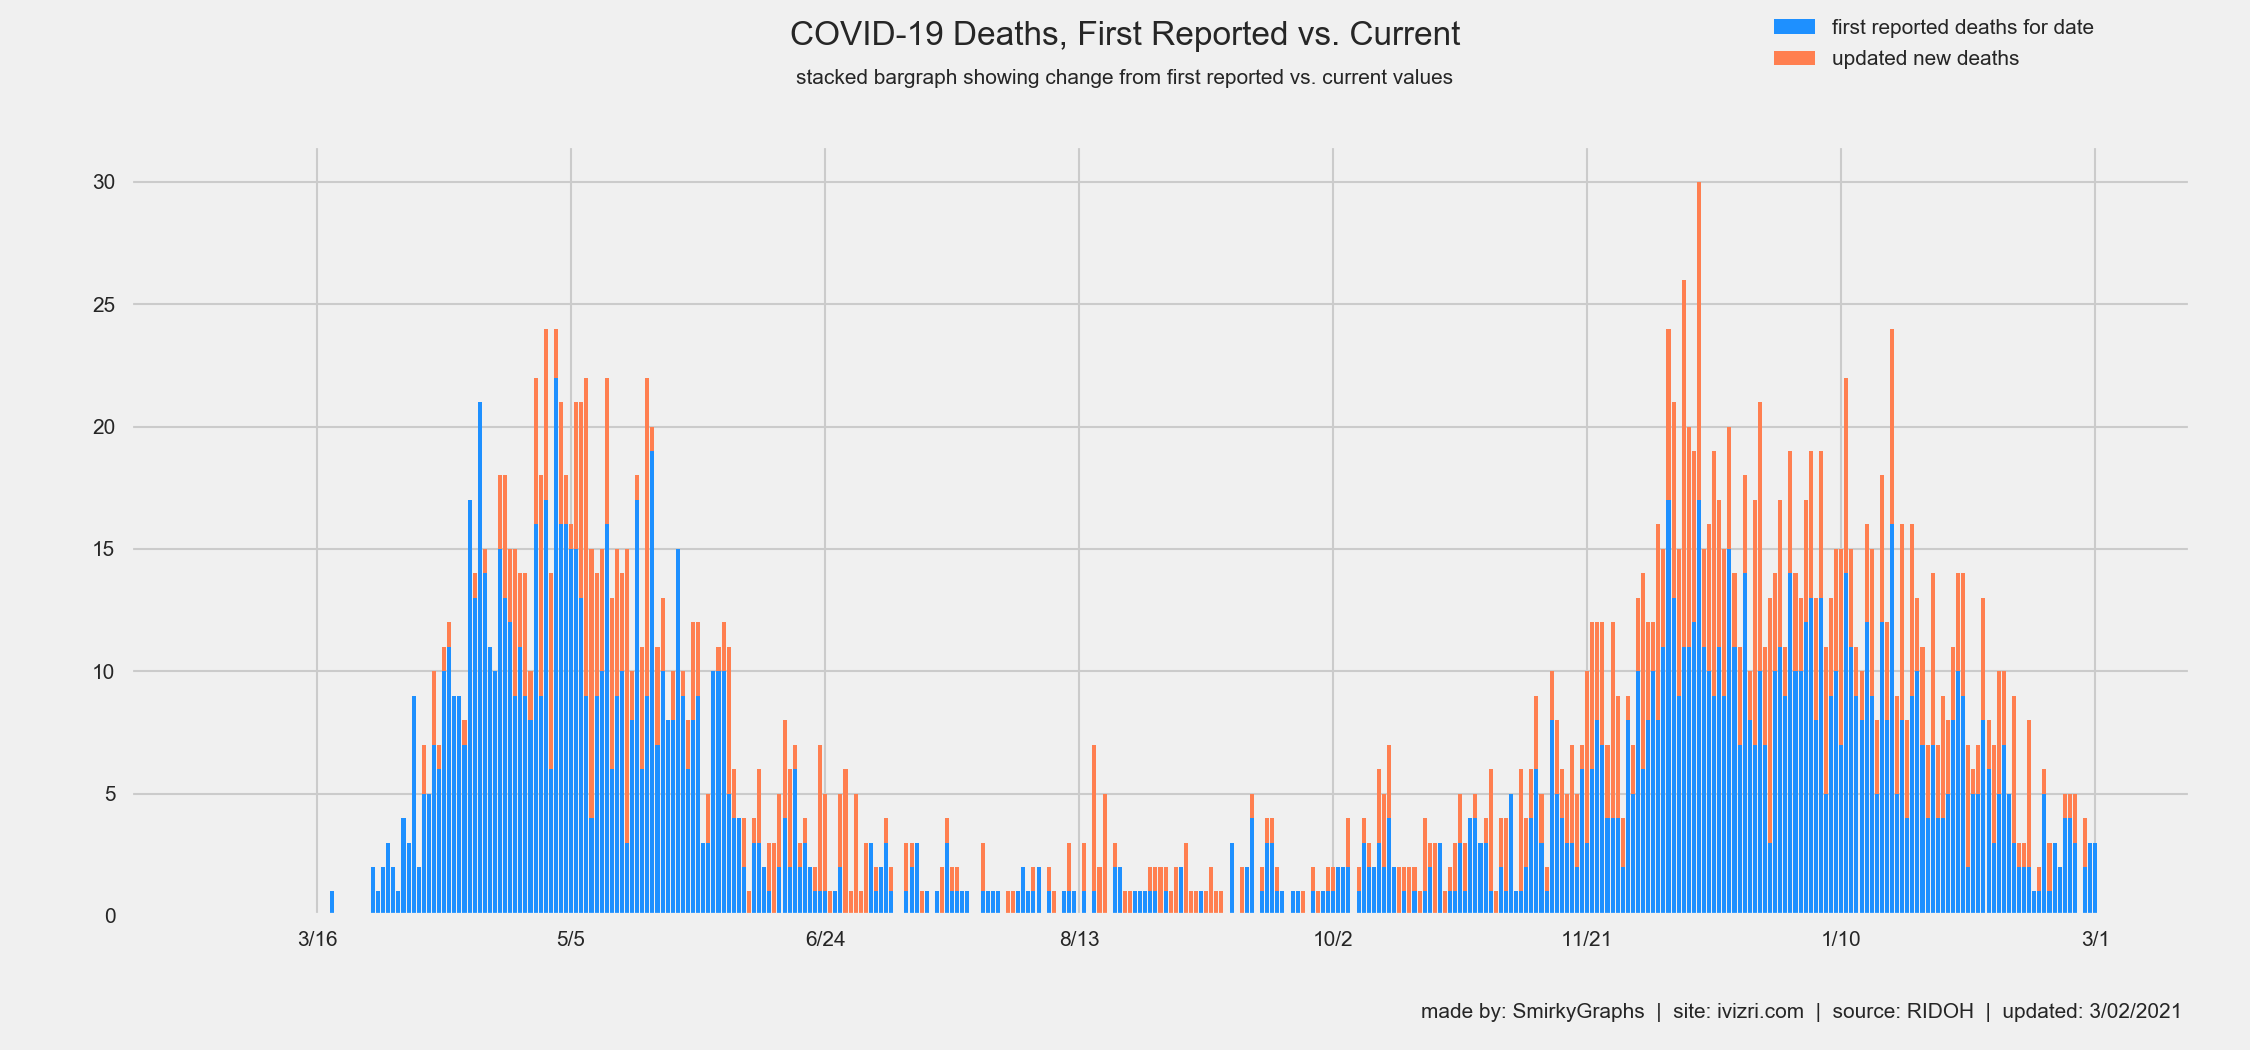 COVID-19 Deaths, First Reported vs. Current
stacked bargraph showing change from first reported vs. current values
first reported deaths for date
updated new deaths
30
25
20
15
10
5
0
3/16 5/5 6/24 8/13 10/2 11/21 1/10 3/1
made by: SmirkyGraphs | site: ivizri.com | source: RIDOH | updated: 3/02/2021